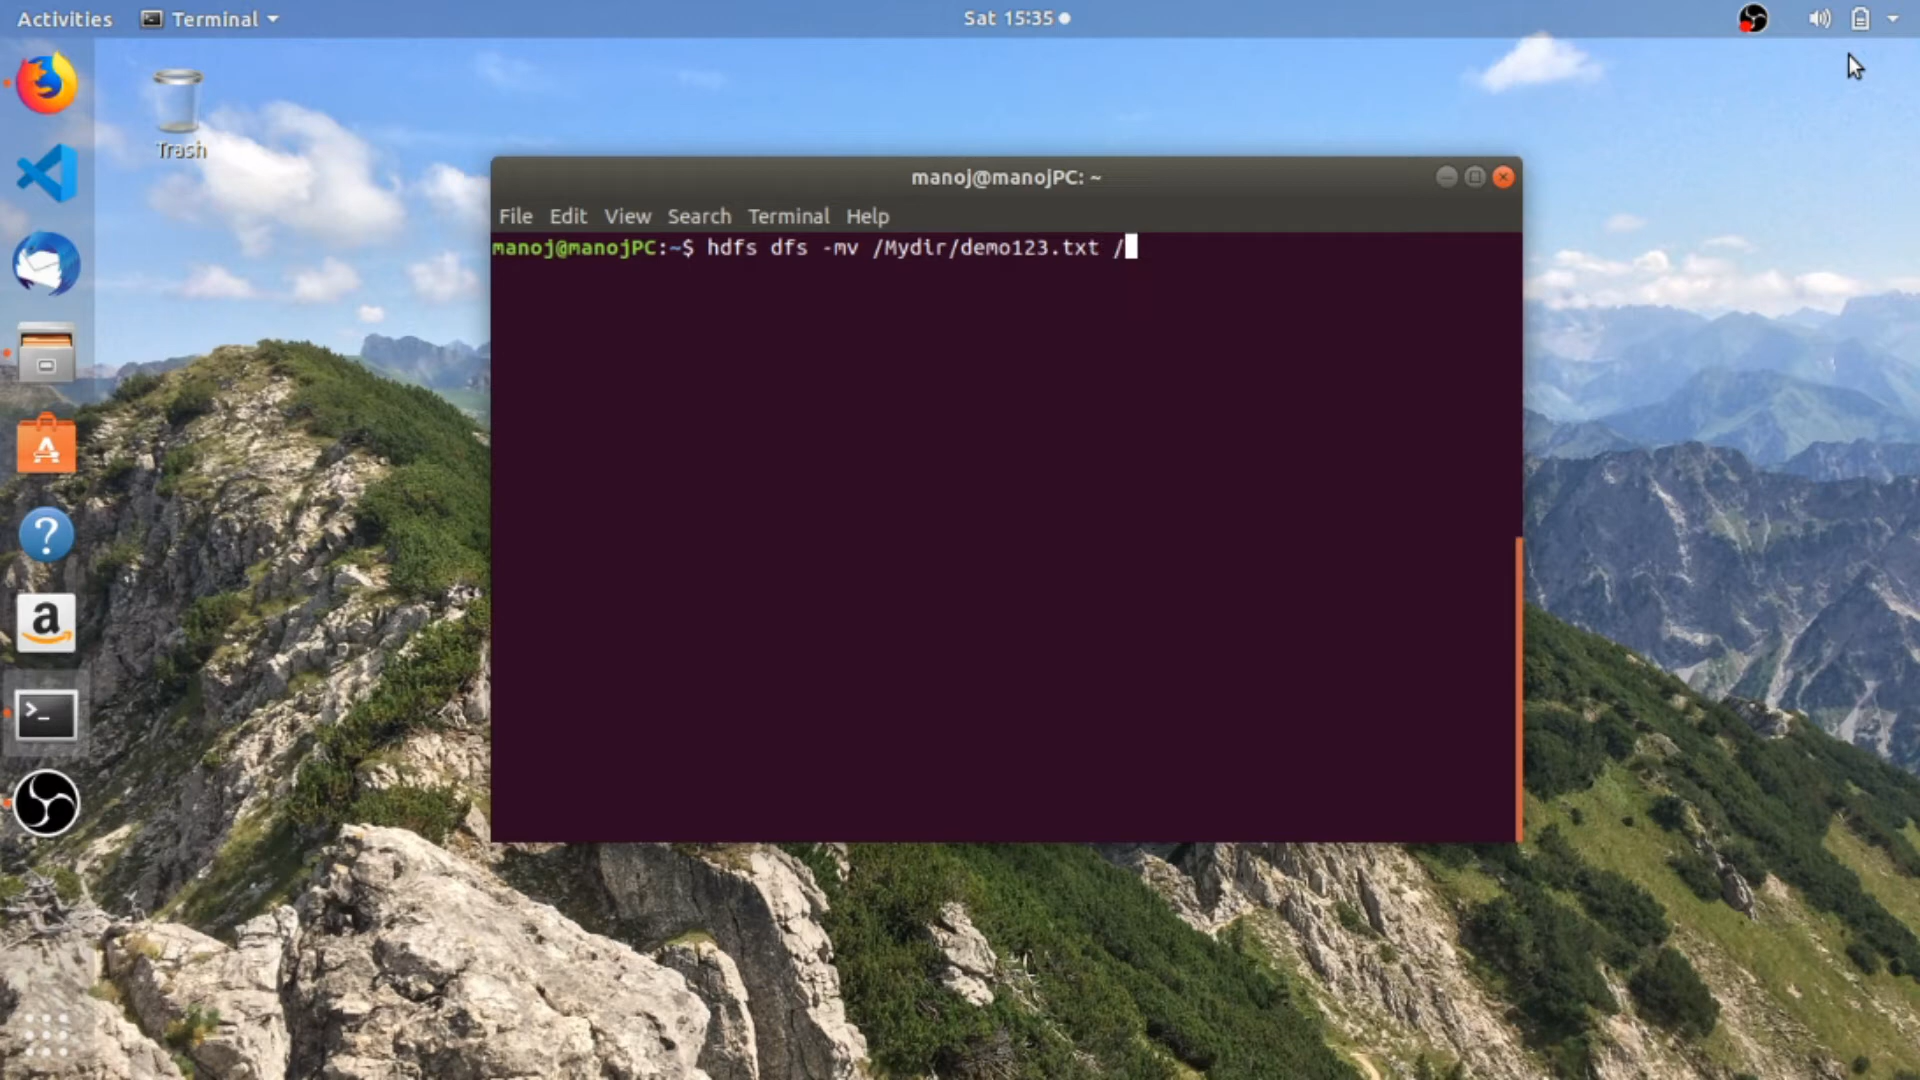 Activities
Terminal
Sat 15:35
Trash
manoj@manojPC: ~
File Edit View Search Terminal Help
manoj@manojPC:~$ hdfs dfs -mv /Mydir/demo123.txt /